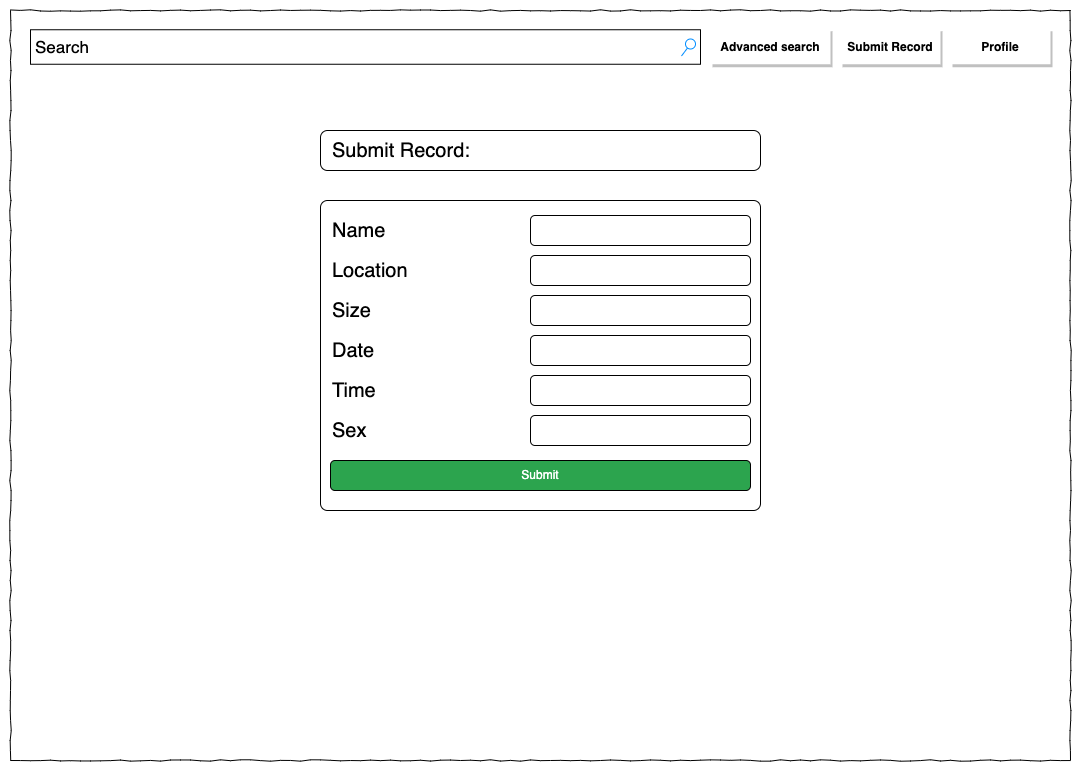 Search
Advanced search
Submit Record
Profile
Submit Record:
Name
Location
Size
Date
Time
Sex
Submit